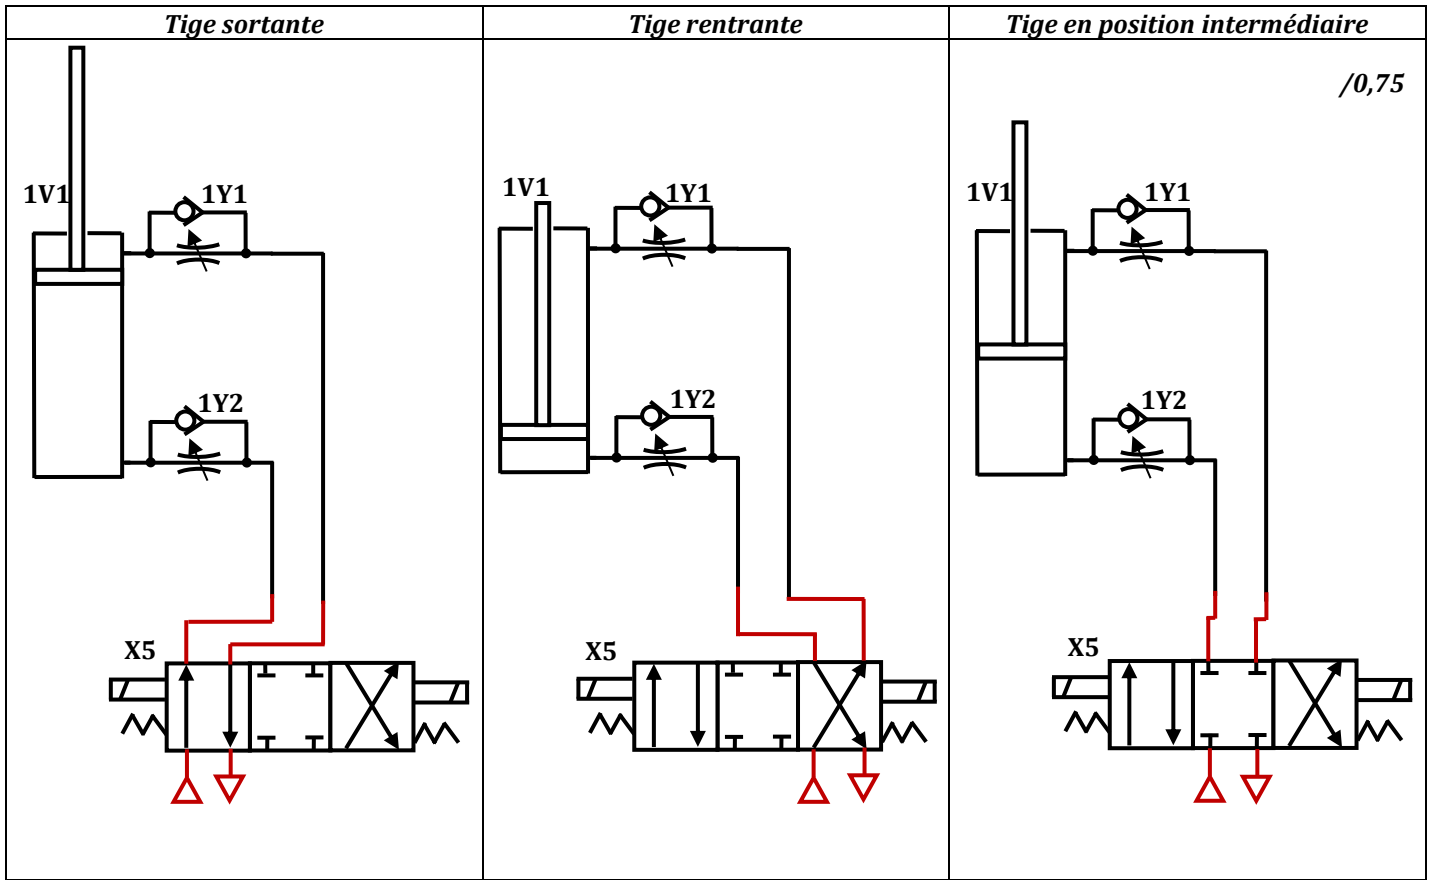 Tige sortante
Tige rentrante
Tige en position intermédiaire
/0,75
1V1
1Y1
1Y2
X5
1V1
1Y1
1Y2
X5
1V1
1Y1
1Y2
X5